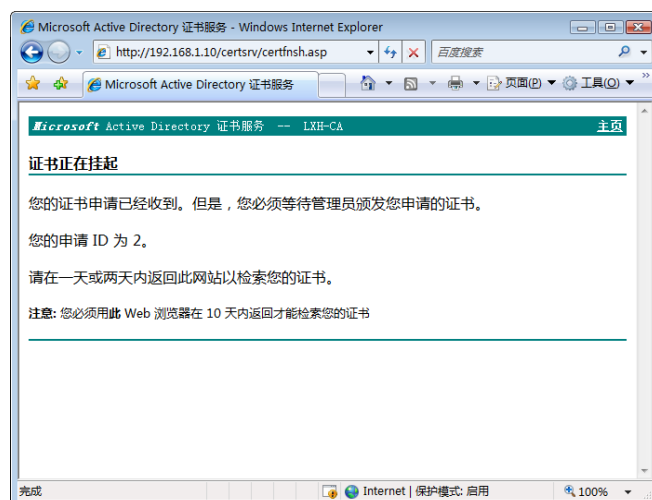 Microsoft Active Directory 证书服务 - Windows Internet Explorer
http://192.168.1.10/certsrv/certfnsh.asp
百度搜索
Microsoft Active Directory 证书服务
页面(P)
工具(O)
Microsoft Active Directory 证书服务 -- LXH-CA
主页
证书正在挂起
您的证书申请已经收到。但是，您必须等待管理员颁发您申请的证书。
您的申请 ID 为 2。
请在一天或两天内返回此网站以检索您的证书。
注意: 您必须用此 Web 浏览器在 10 天内返回才能检索您的证书
完成
Internet | 保护模式: 启用
100%